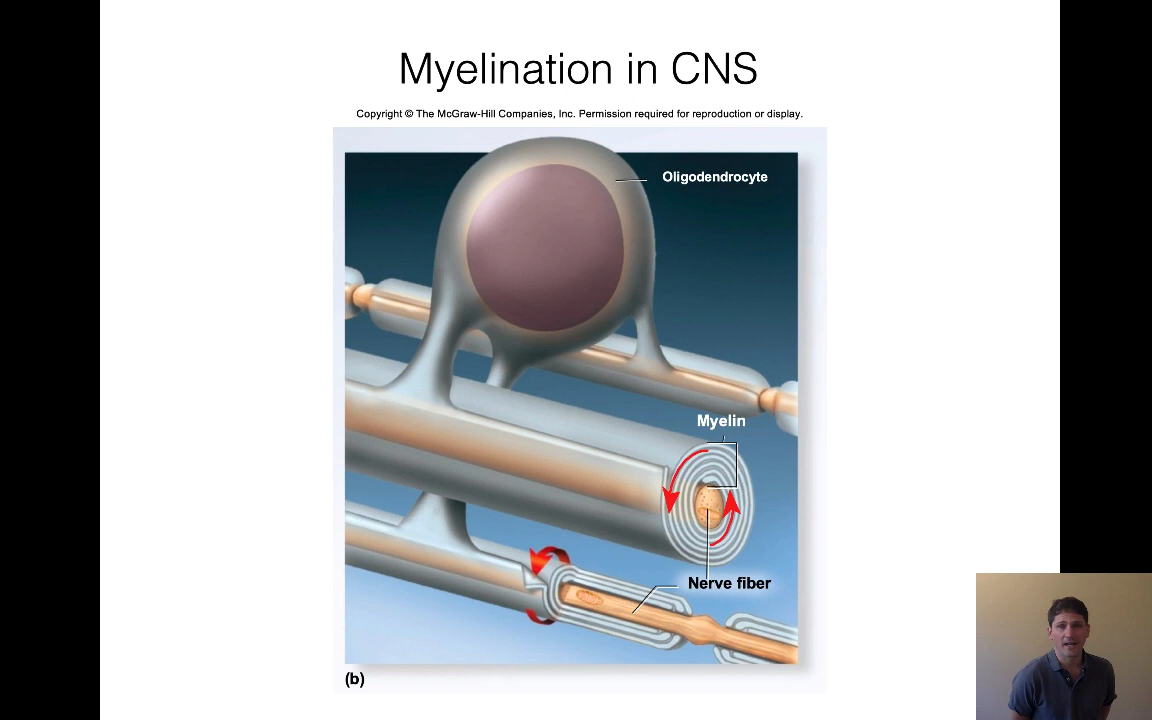 Myelination in CNS
Copyright © The McGraw-Hill Companies, Inc. Permission required for reproduction or display.
Oligodendrocyte
Myelin
Nerve fiber
(b)